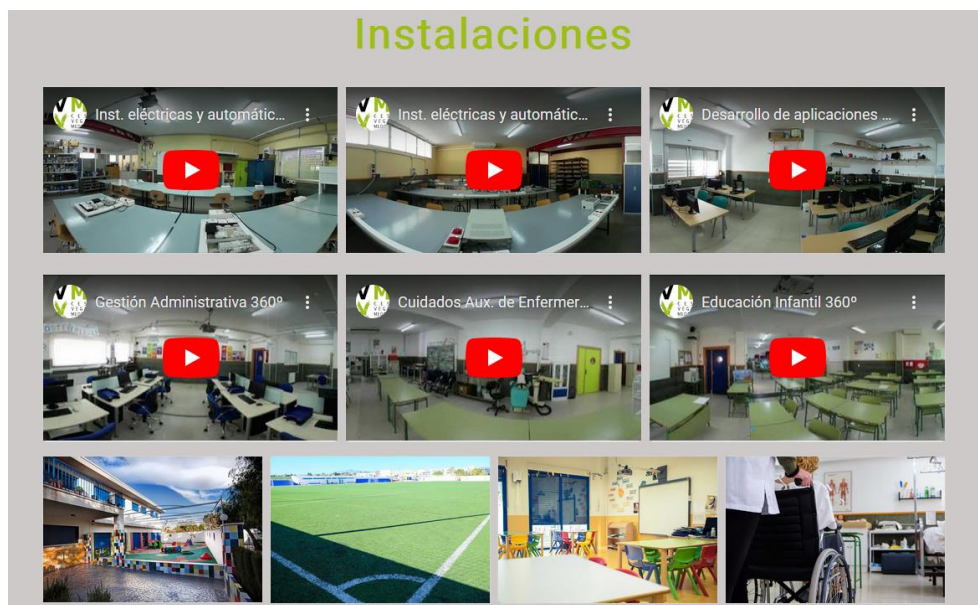 Instalaciones
Inst. eléctricas y automátic...
Inst. eléctricas y automátic...
Desarrollo de aplicaciones ...
Gestión Administrativa 360º
Cuidados Aux. de Enfermer...
Educación Infantil 360º